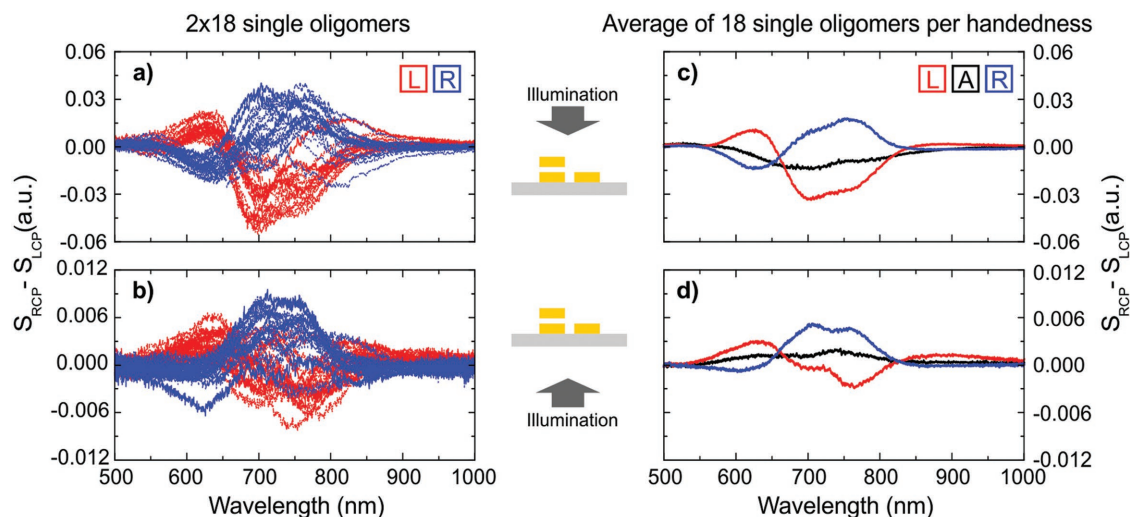 2x18 single oligomers
Average of 18 single oligomers per handedness
a)
L R
0.06
0.03
0.00
-0.03
-0.06
Illumination
c)
L A R
0.06
0.03
0.00
-0.03
-0.06
S_RCP - S_LCP (a.u.)
S_RCP - S_LCP (a.u.)
b)
0.012
0.006
0.000
-0.006
-0.012
500 600 700 800 900 1000
Wavelength (nm)
Illumination
d)
0.012
0.006
0.000
-0.006
-0.012
500 600 700 800 900 1000
Wavelength (nm)